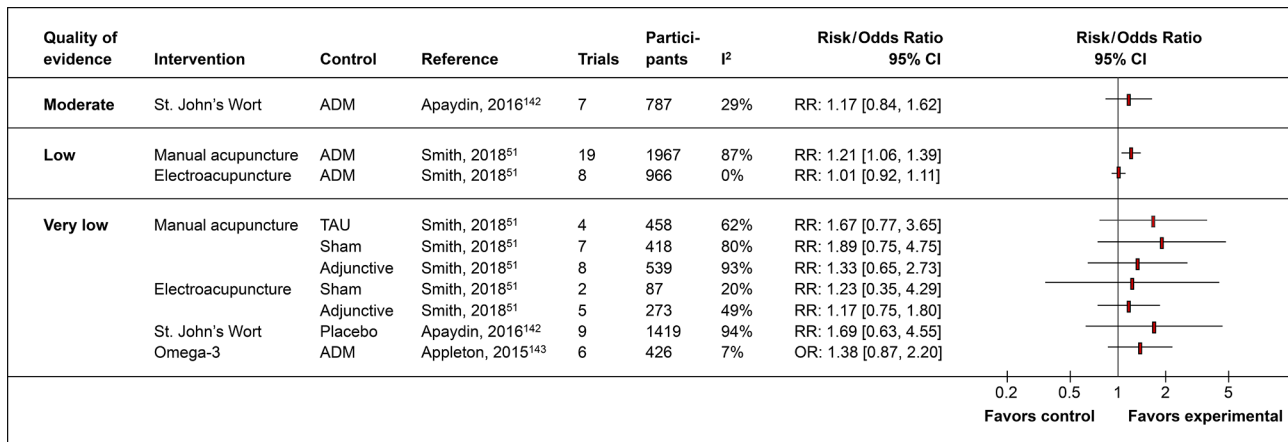 Quality of evidence Intervention Control Reference Trials Partici-pants I² Risk/Odds Ratio 95% CI Risk/Odds Ratio 95% CI
Moderate St. John's Wort ADM Apaydin, 2016¹⁴² 7 787 29% RR: 1.17 [0.84, 1.62]
Low Manual acupuncture ADM Smith, 2018⁵¹ 19 1967 87% RR: 1.21 [1.06, 1.39]
Electroacupuncture ADM Smith, 2018⁵¹ 8 966 0% RR: 1.01 [0.92, 1.11]
Very low Manual acupuncture TAU Smith, 2018⁵¹ 4 458 62% RR: 1.67 [0.77, 3.65]
Sham Smith, 2018⁵¹ 7 418 80% RR: 1.89 [0.75, 4.75]
Adjunctive Smith, 2018⁵¹ 8 539 93% RR: 1.33 [0.65, 2.73]
Electroacupuncture Sham Smith, 2018⁵¹ 2 87 20% RR: 1.23 [0.35, 4.29]
Adjunctive Smith, 2018⁵¹ 5 273 49% RR: 1.17 [0.75, 1.80]
St. John's Wort Placebo Apaydin, 2016¹⁴² 9 1419 94% RR: 1.69 [0.63, 4.55]
Omega-3 ADM Appleton, 2015¹⁴³ 6 426 7% OR: 1.38 [0.87, 2.20]
0.2 0.5 1 2 5
Favors control Favors experimental